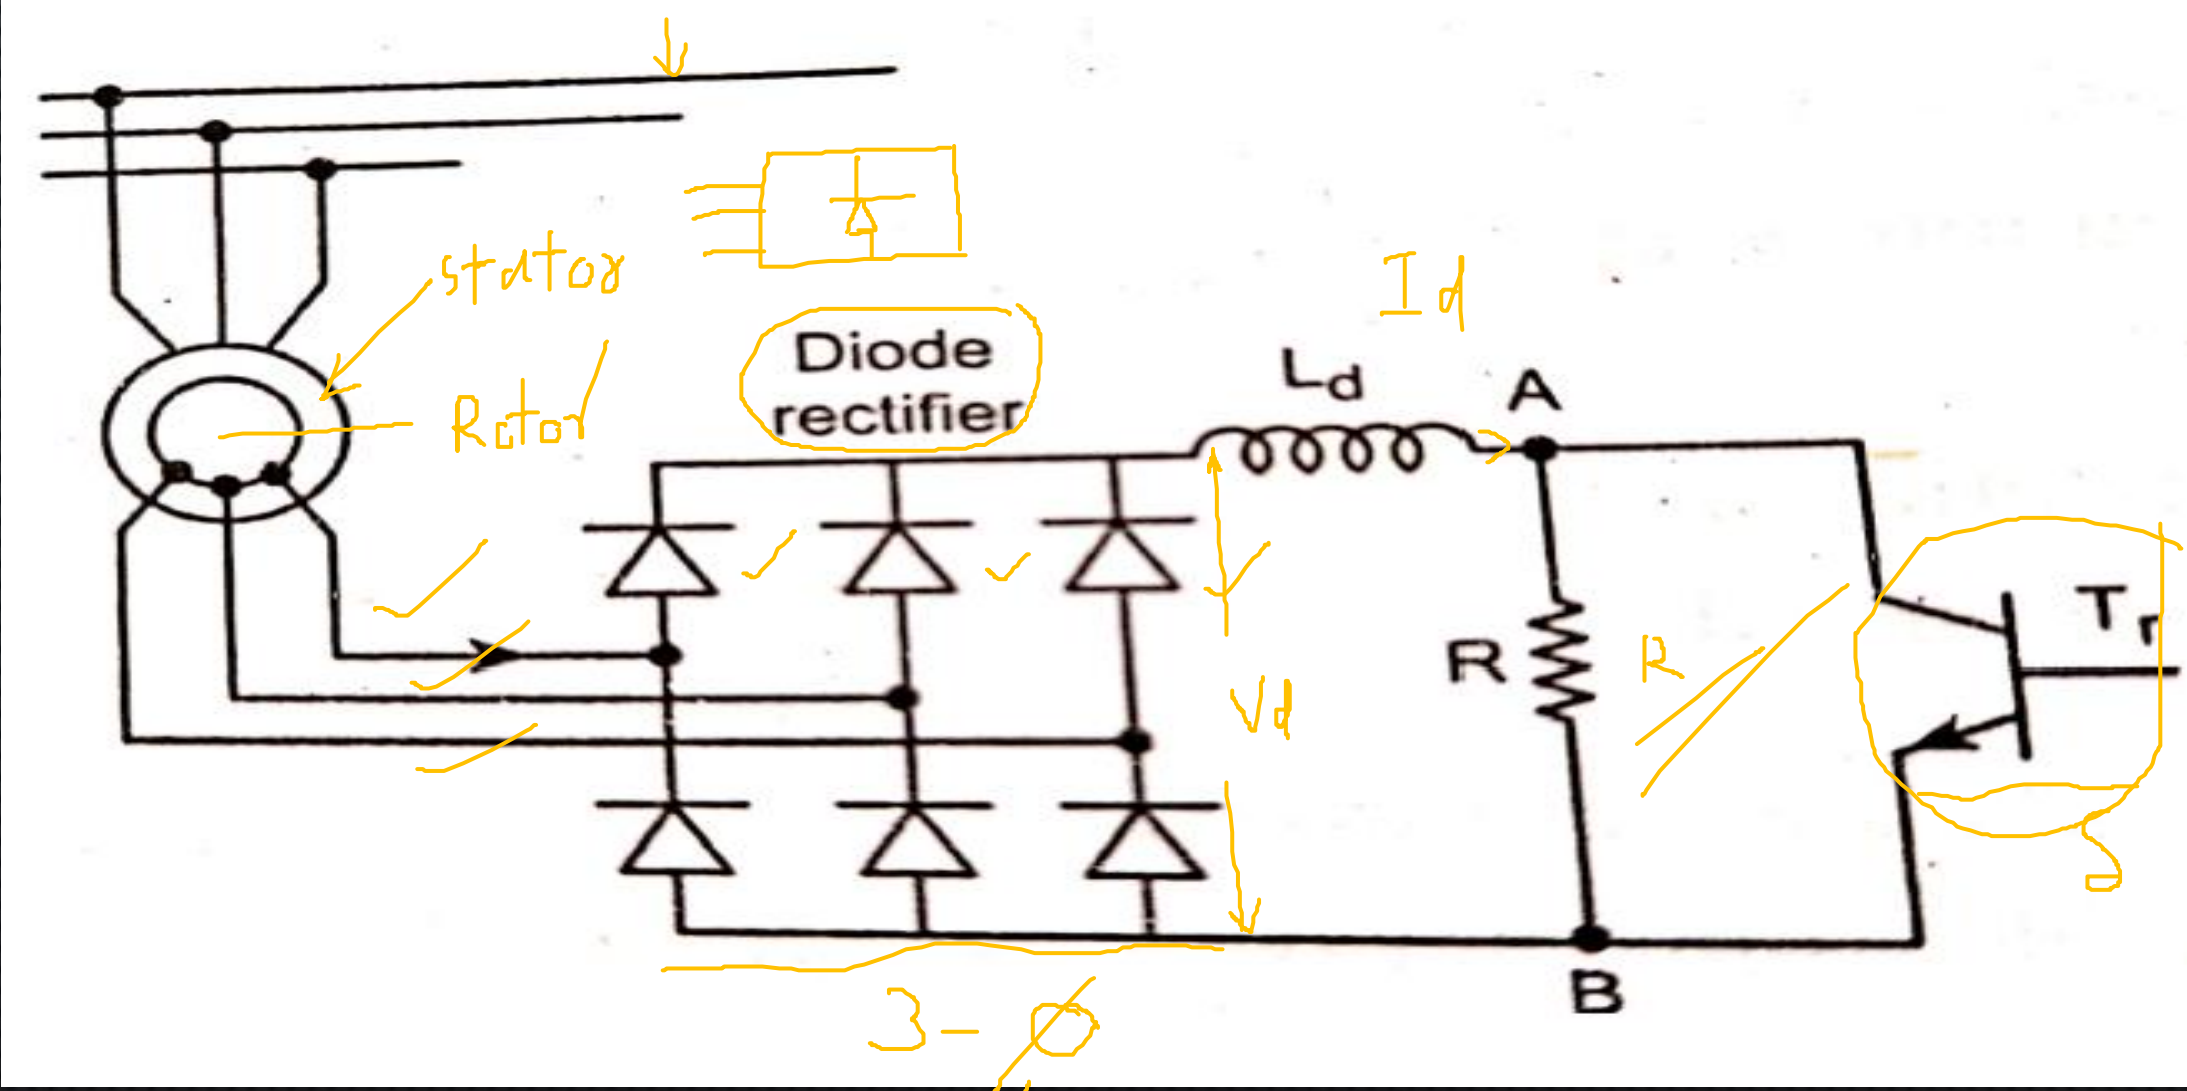 stator
Rotor
Diode
rectifier
Id
Ld
A
R
R
Tr
Vd
B
3-φ